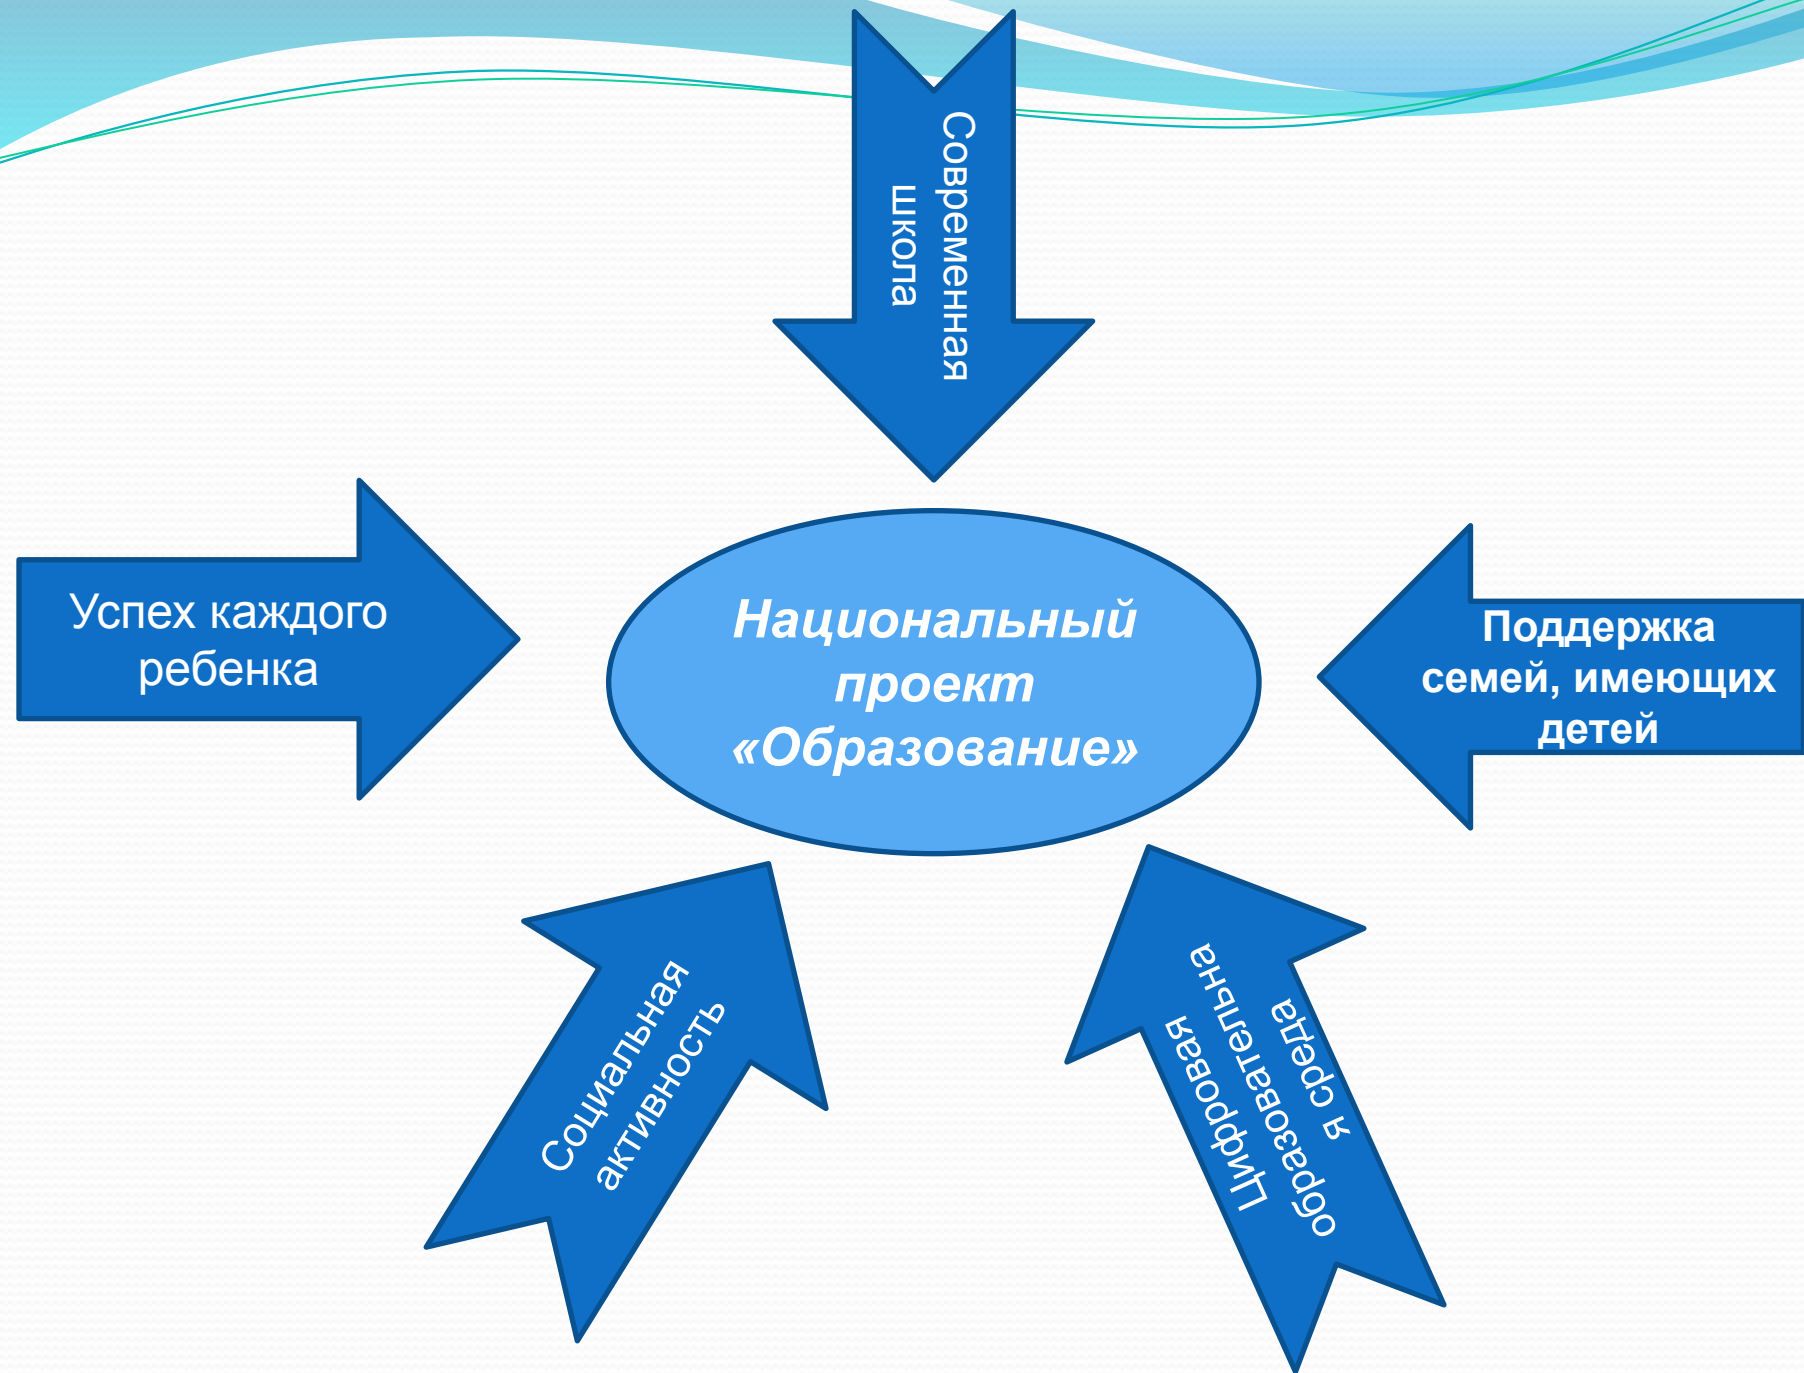 Современная
школа
Успех каждого
ребенка
Национальный
проект
«Образование»
Поддержка
семей, имеющих
детей
Социальная
активность
Цифровая
образовательна
я среда